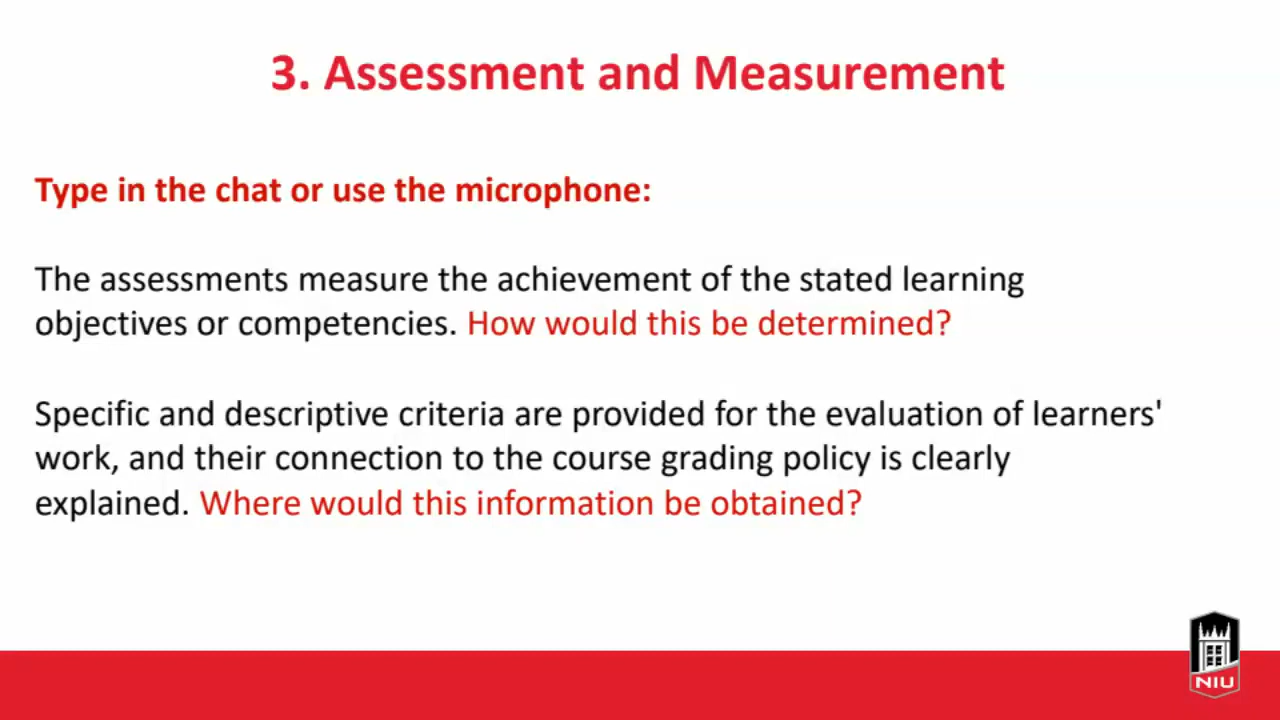 3. Assessment and Measurement
Type in the chat or use the microphone:
The assessments measure the achievement of the stated learning
objectives or competencies. How would this be determined?
Specific and descriptive criteria are provided for the evaluation of learners'
work, and their connection to the course grading policy is clearly
explained. Where would this information be obtained?
NIU